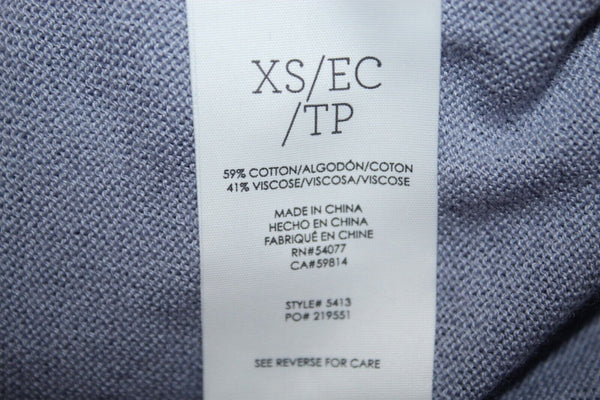 XS/EC
/TP
59% COTTON/ALGODÓN/COTON
41% VISCOSE/VISCOSA/VISCOSE
MADE IN CHINA
HECHO EN CHINA
FABRIQUÉ EN CHINE
RN#54077
CA#59814
STYLE# 5413
PO# 219551
SEE REVERSE FOR CARE